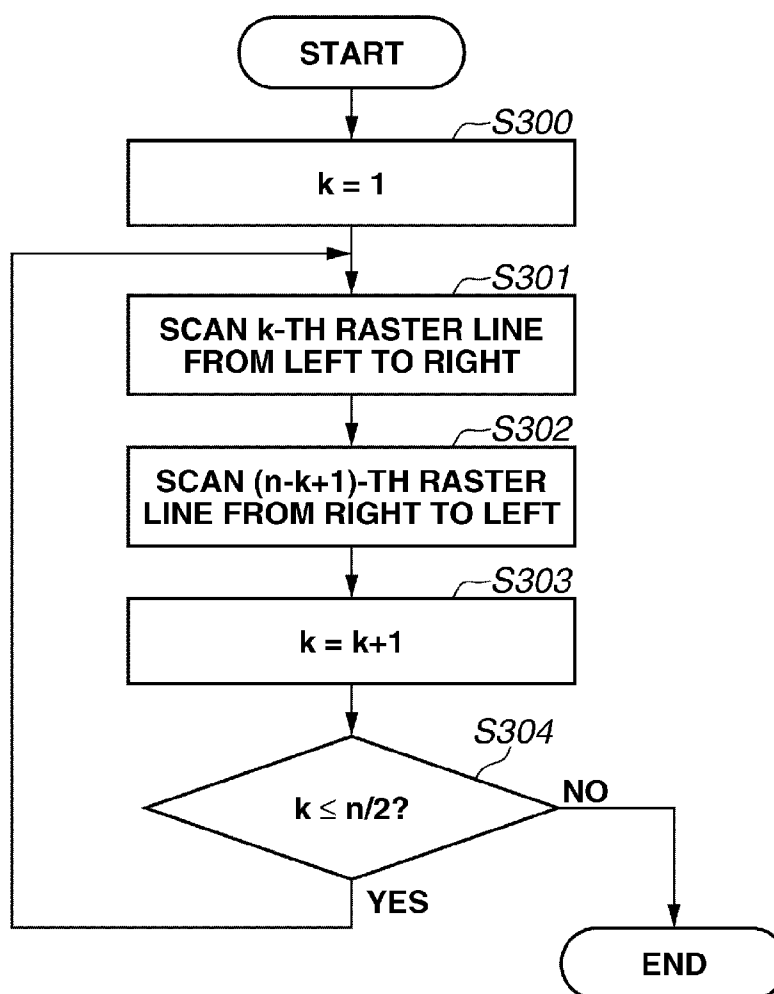 START
S300
k = 1
S301
SCAN k-TH RASTER LINE
FROM LEFT TO RIGHT
S302
SCAN (n-k+1)-TH RASTER
LINE FROM RIGHT TO LEFT
S303
k = k+1
S304
k ≤ n/2?
NO
YES
END